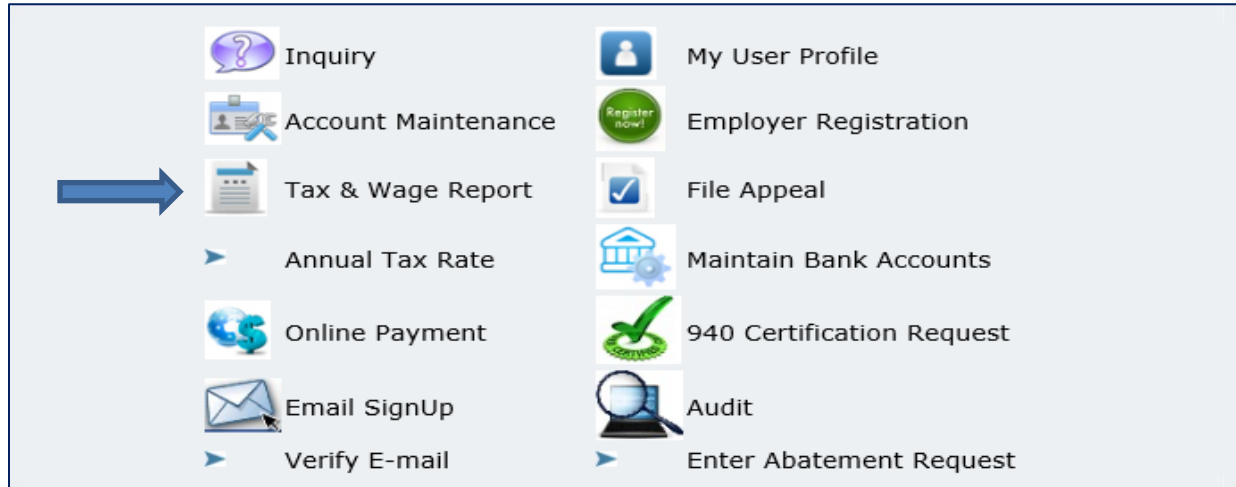 Inquiry
My User Profile
Account Maintenance
Register now!
Employer Registration
Tax & Wage Report
File Appeal
Annual Tax Rate
Maintain Bank Accounts
Online Payment
940 Certification Request
Email SignUp
Audit
Verify E-mail
Enter Abatement Request